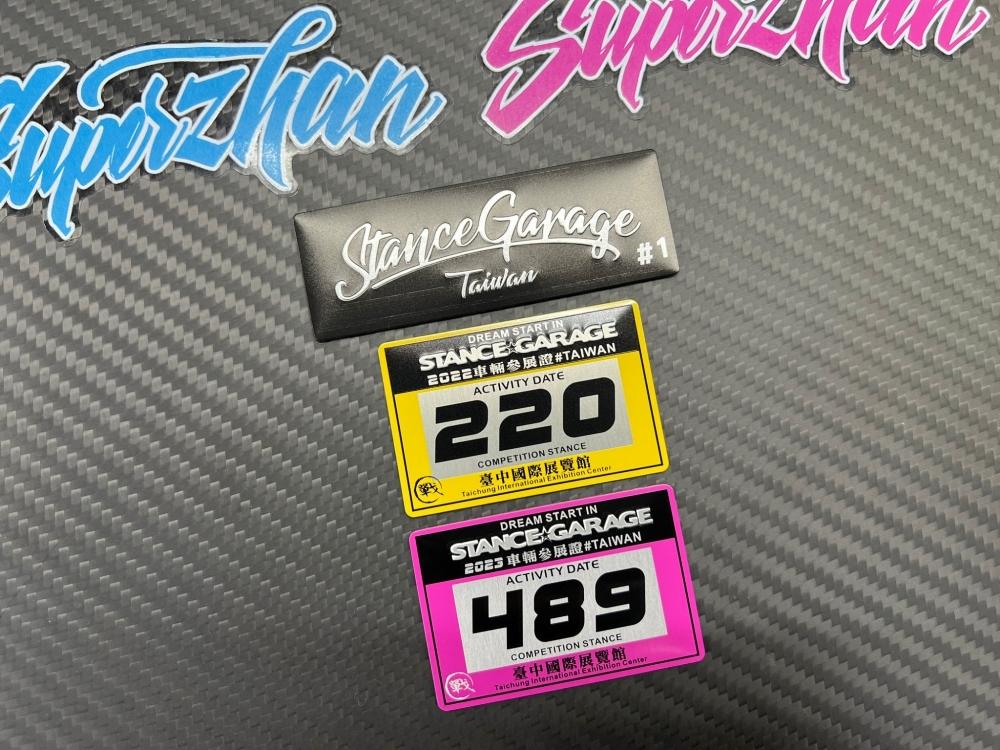 Superzhan
Superzhan
StanceGarage
#1
Taiwan
DREAM START IN
STANCE☆GARAGE
2022車輛參展證#TAIWAN
ACTIVITY DATE
220
COMPETITION STANCE
戰 臺中國際展覽館
Taichung International Exhibition Center
DREAM START IN
STANCE☆GARAGE
2023車輛參展證#TAIWAN
ACTIVITY DATE
489
COMPETITION STANCE
戰 臺中國際展覽館
Taichung International Exhibition Center